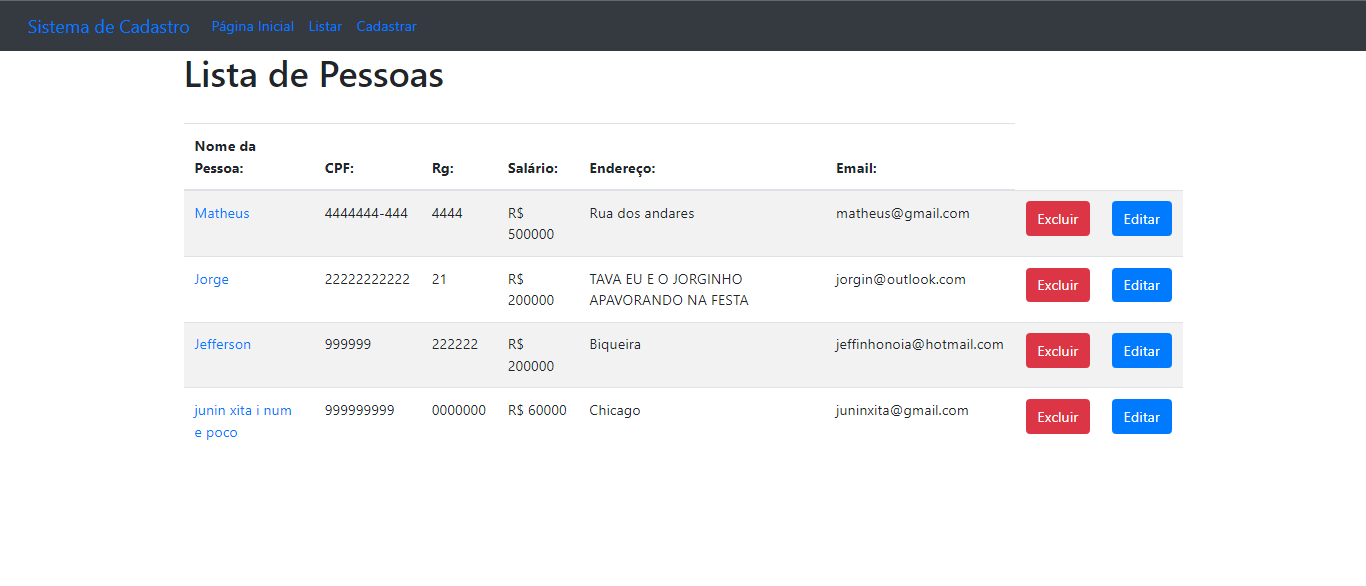 Sistema de Cadastro Página Inicial Listar Cadastrar
Lista de Pessoas
Nome da
Pessoa: CPF: Rg: Salário: Endereço: Email:
Matheus 4444444-444 4444 R$ Rua dos andares matheus@gmail.com Excluir Editar
500000
Jorge 22222222222 21 R$ TAVA EU E O JORGINHO jorgin@outlook.com Excluir Editar
200000 APAVORANDO NA FESTA
Jefferson 999999 222222 R$ Biqueira jeffinhonoia@hotmail.com Excluir Editar
200000
junin xita i num 999999999 0000000 R$ 60000 Chicago juninxita@gmail.com Excluir Editar
e poco